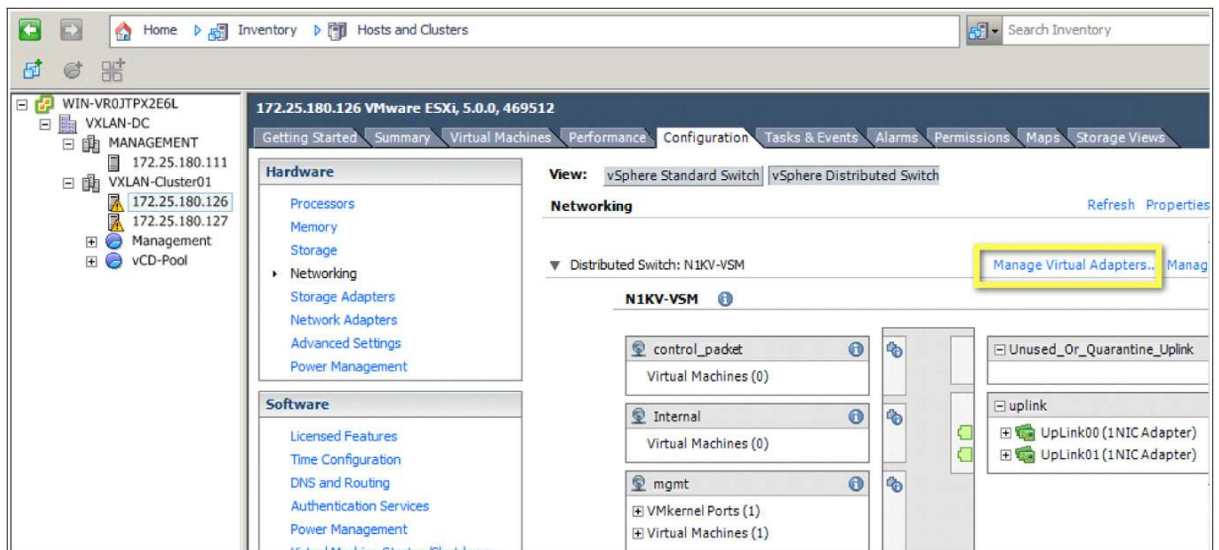 Home Inventory Hosts and Clusters
Search Inventory
WIN-VR0JTPX2E6L
VXLAN-DC
MANAGEMENT
172.25.180.111
VXLAN-Cluster01
172.25.180.126
172.25.180.127
Management
vCD-Pool
172.25.180.126 VMware ESXi, 5.0.0, 469512
Getting Started Summary Virtual Machines Performance Configuration Tasks & Events Alarms Permissions Maps Storage Views
Hardware
Processors
Memory
Storage
Networking
Storage Adapters
Network Adapters
Advanced Settings
Power Management
Software
Licensed Features
Time Configuration
DNS and Routing
Authentication Services
Power Management
View: vSphere Standard Switch vSphere Distributed Switch
Networking
Refresh Properties
Distributed Switch: N1KV-VSM
Manage Virtual Adapters... Manag
N1KV-VSM
control_packet
Virtual Machines (0)
Internal
Virtual Machines (0)
mgmt
VMkernel Ports (1)
Virtual Machines (1)
Unused_Or_Quarantine_Uplink
uplink
UpLink00 (1NIC Adapter)
UpLink01 (1NIC Adapter)